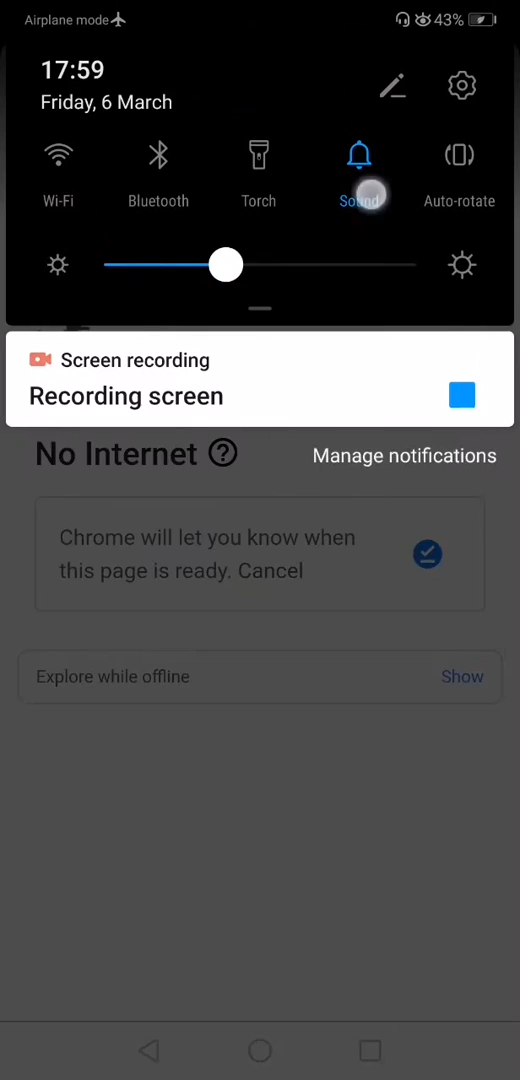 Airplane mode 43%
17:59
Friday, 6 March
Wi-Fi Bluetooth Torch Sound Auto-rotate
Screen recording
Recording screen
No Internet Manage notifications
Chrome will let you know when
this page is ready. Cancel
Explore while offline Show